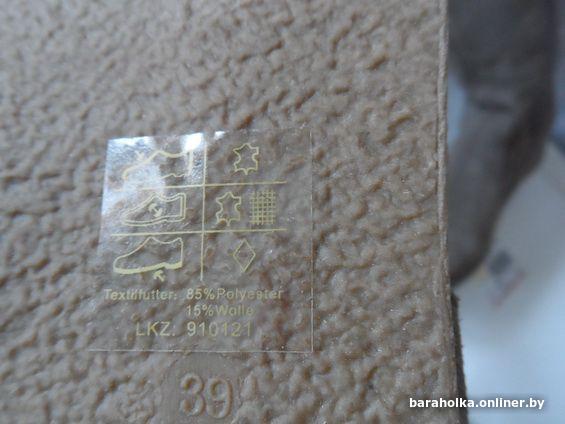 Textilfutter: 85%Polyester
15%Wolle
LKZ: 910121
39
baraholka.onliner.by